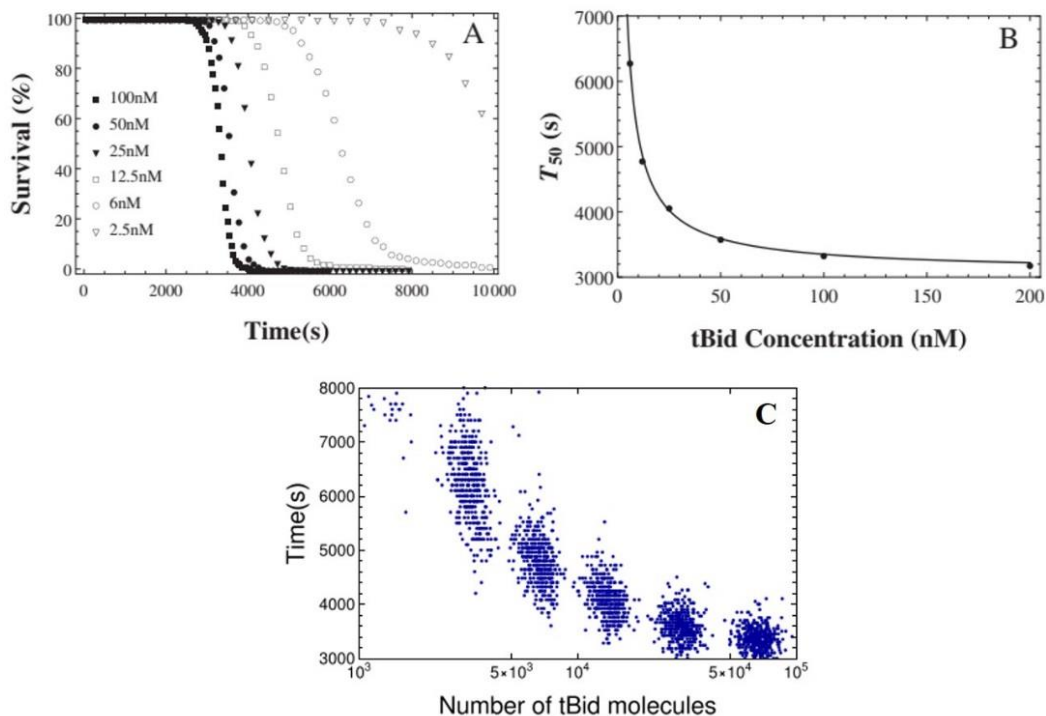 A
100
80
60
40
20
0
Survival (%)
100nM
50nM
25nM
12.5nM
6nM
2.5nM
0 2000 4000 6000 8000 10000
Time(s)
B
7000
6000
5000
4000
3000
T50 (s)
0 50 100 150 200
tBid Concentration (nM)
C
8000
7000
6000
5000
4000
3000
Time(s)
10³ 5×10³ 10⁴ 5×10⁴ 10⁵
Number of tBid molecules